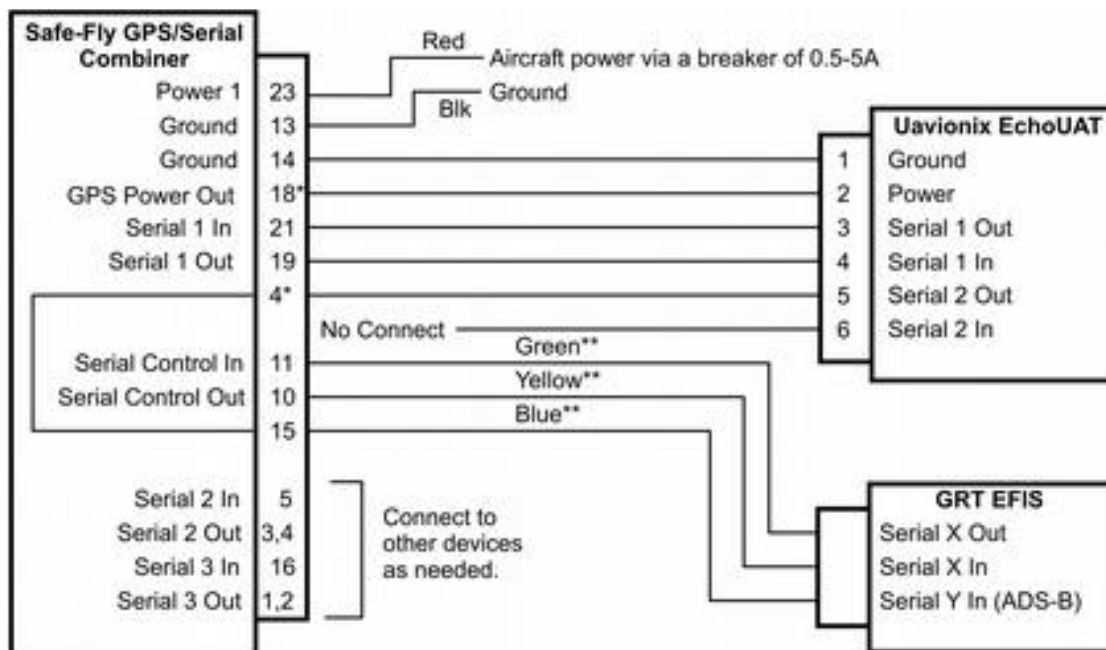 Safe-Fly GPS/Serial
Combiner
Power 1 23
Ground 13
Ground 14
GPS Power Out 18*
Serial 1 In 21
Serial 1 Out 19
4*
Serial Control In 11
Serial Control Out 10
15
Serial 2 In 5
Serial 2 Out 3,4
Serial 3 In 16
Serial 3 Out 1,2
Red
Aircraft power via a breaker of 0.5-5A
Ground
Blk
No Connect
Green**
Yellow**
Blue**
Connect to
other devices
as needed.
Uavionix EchoUAT
1 Ground
2 Power
3 Serial 1 Out
4 Serial 1 In
5 Serial 2 Out
6 Serial 2 In
GRT EFIS
Serial X Out
Serial X In
Serial Y In (ADS-B)